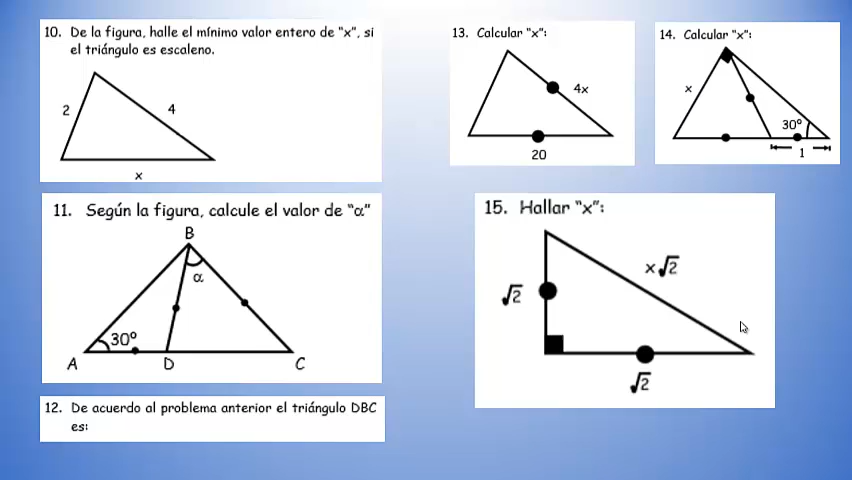 10. De la figura, halle el mínimo valor entero de "x", si
el triángulo es escaleno.
2
4
x
11. Según la figura, calcule el valor de "α"
B
α
30°
A
D
C
12. De acuerdo al problema anterior el triángulo DBC
es:
13. Calcular "x":
4x
20
14. Calcular "x":
x
30°
1
15. Hallar "x":
x√2
√2
√2